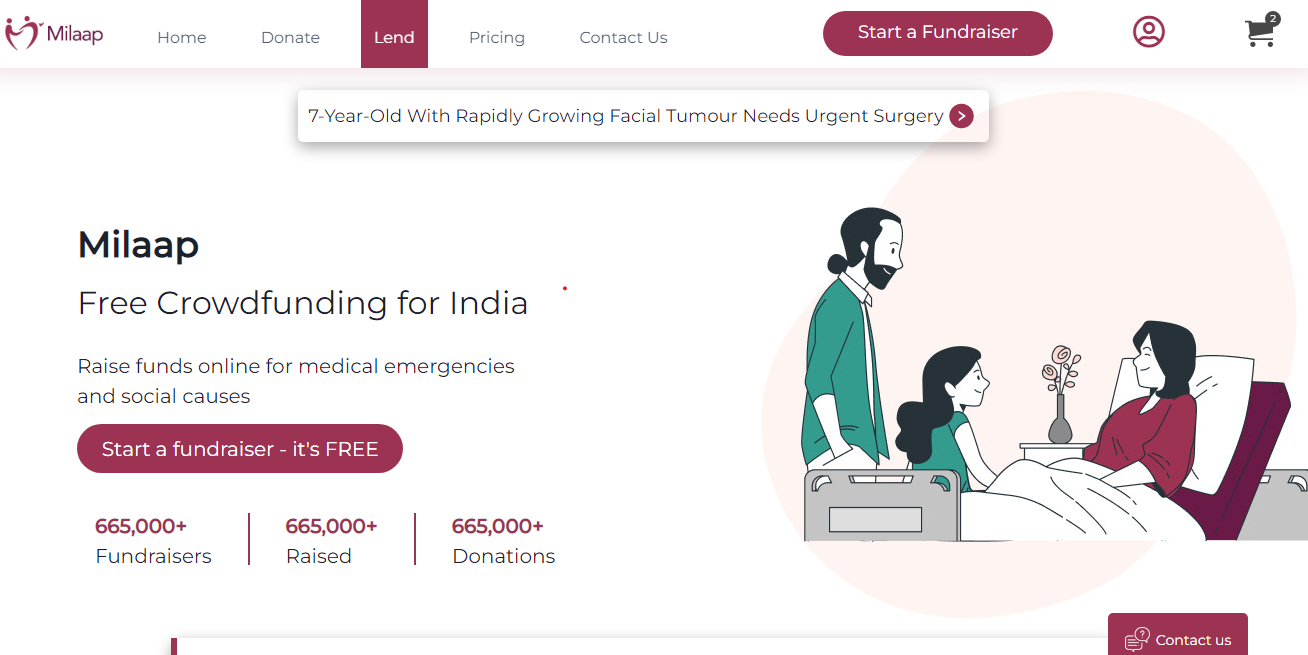 Milaap Home Donate Lend Pricing Contact Us Start a Fundraiser 2
7-Year-Old With Rapidly Growing Facial Tumour Needs Urgent Surgery
Milaap
Free Crowdfunding for India
Raise funds online for medical emergencies
and social causes
Start a fundraiser - it's FREE
665,000+ 665,000+ 665,000+
Fundraisers Raised Donations
? Contact us